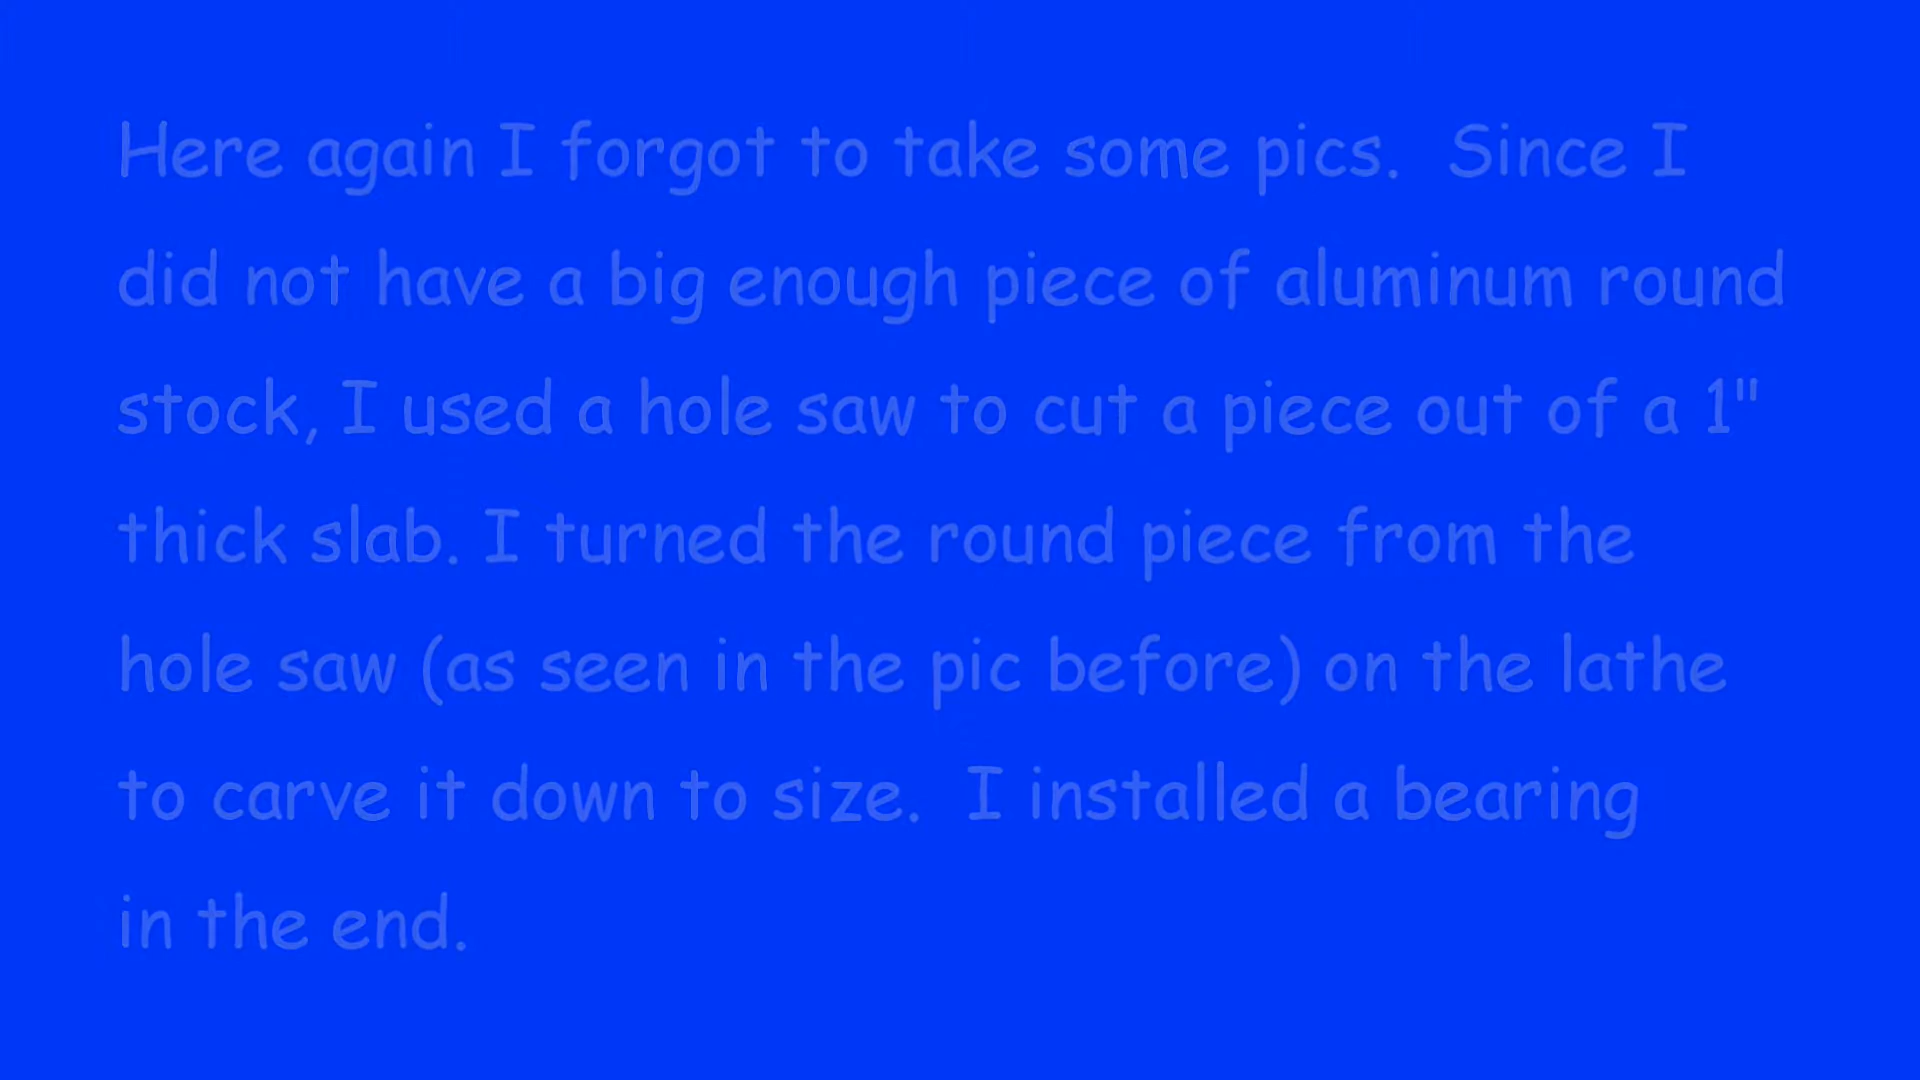 Here again I forgot to take some pics.  Since I
did not have a big enough piece of aluminum round
stock, I used a hole saw to cut a piece out of a 1"
thick slab. I turned the round piece from the
hole saw (as seen in the pic before) on the lathe
to carve it down to size.  I installed a bearing
in the end.